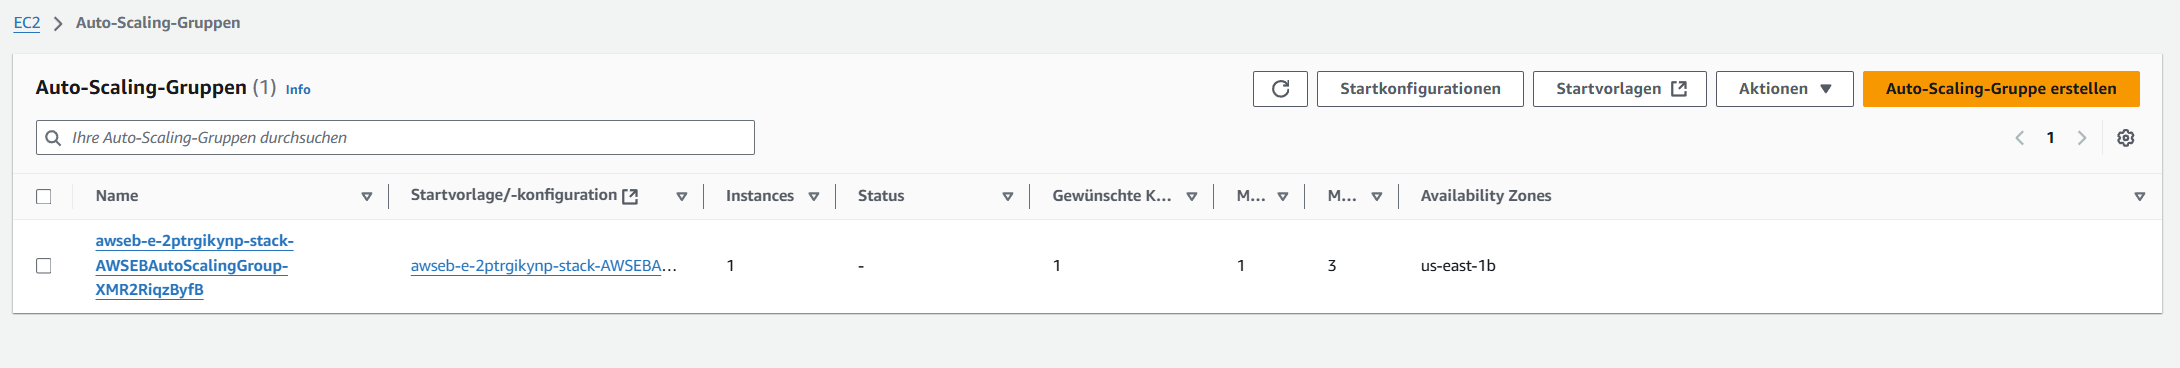 EC2 > Auto-Scaling-Gruppen
Auto-Scaling-Gruppen (1) Info
Startkonfigurationen
Startvorlagen
Aktionen
Auto-Scaling-Gruppe erstellen
Ihre Auto-Scaling-Gruppen durchsuchen
1
Name Startvorlage/-konfiguration Instances Status Gewünschte K... M... M... Availability Zones
awseb-e-2ptrgikynp-stack-
AWSEBAutoScalingGroup-
XMR2RiqzByfB
awseb-e-2ptrgikynp-stack-AWSEBA... 1 - 1 1 3 us-east-1b